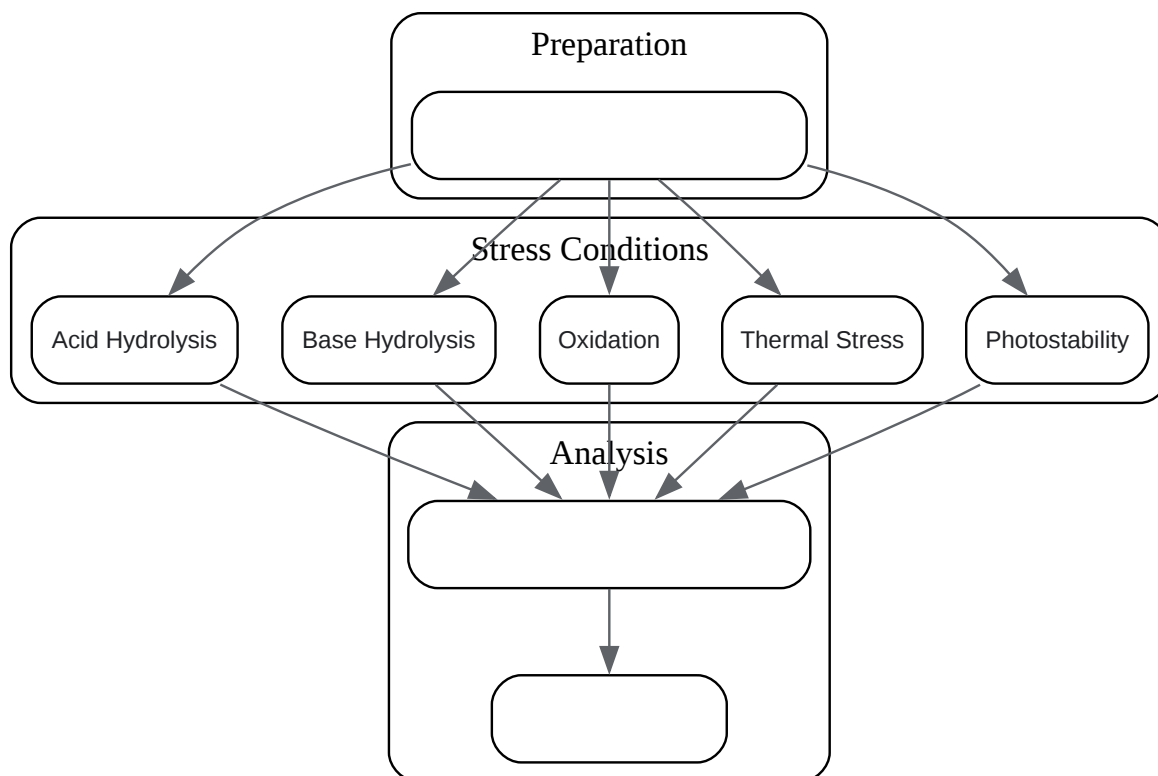 Preparation
Stress Conditions
Acid Hydrolysis
Base Hydrolysis
Oxidation
Thermal Stress
Photostability
Analysis